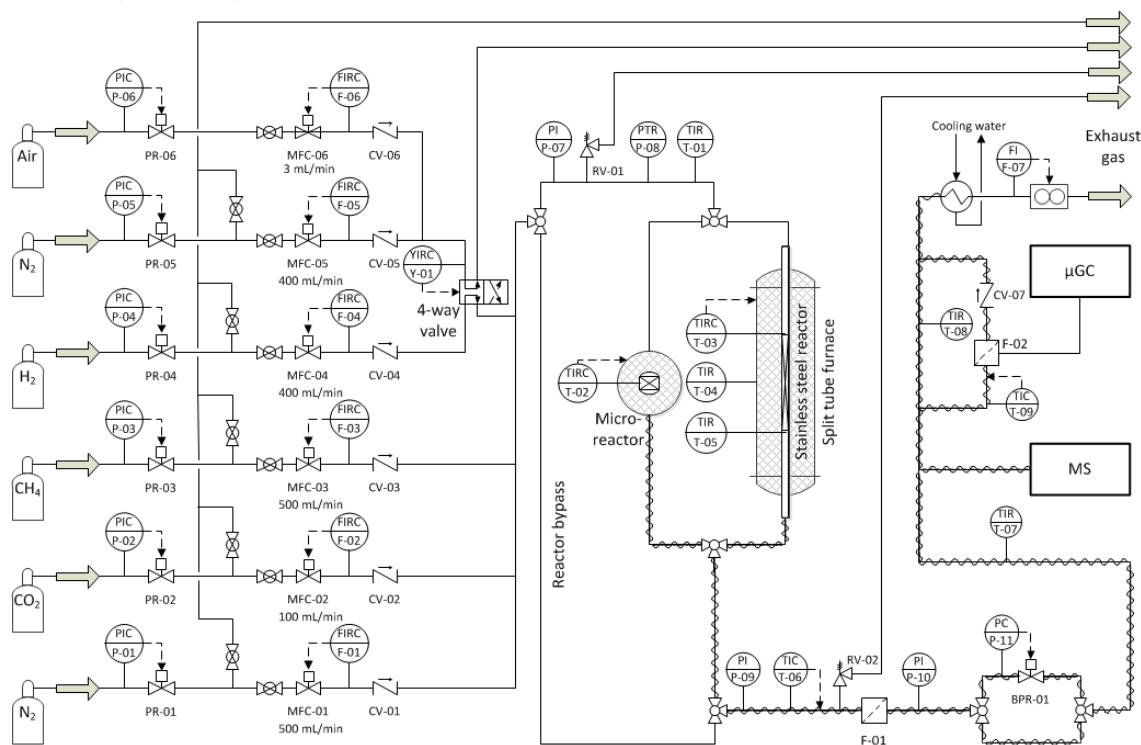 PIC
P-06
FIRC
F-06
Air
PR-06
MFC-06
3 mL/min
CV-06
PIC
P-05
FIRC
F-05
N2
PR-05
MFC-05
400 mL/min
CV-05
YIRC
Y-01
4-way
valve
PIC
P-04
FIRC
F-04
H2
PR-04
MFC-04
400 mL/min
CV-04
PIC
P-03
FIRC
F-03
CH4
PR-03
MFC-03
500 mL/min
CV-03
PIC
P-02
FIRC
F-02
CO2
PR-02
MFC-02
100 mL/min
CV-02
PIC
P-01
FIRC
F-01
N2
PR-01
MFC-01
500 mL/min
CV-01
PI
P-07
RV-01
PTR
P-08
TIR
T-01
Reactor bypass
TIRC
T-02
Micro-
reactor
TIRC
T-03
TIR
T-04
TIR
T-05
Stainless steel reactor
Split tube furnace
PI
P-09
TIC
T-06
RV-02
F-01
PI
P-10
PC
P-11
BPR-01
TIR
T-07
MS
TIR
T-08
CV-07
F-02
TIC
T-09
µGC
Cooling water
FI
F-07
Exhaust
gas